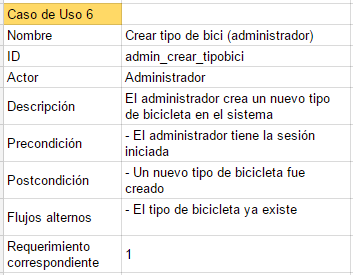 Caso de Uso 6
Nombre
Crear tipo de bici (administrador)
ID
admin_crear_tipobici
Actor
Administrador
Descripción
El administrador crea un nuevo tipo
de bicicleta en el sistema
Precondición
- El administrador tiene la sesión
iniciada
Postcondición
- Un nuevo tipo de bicicleta fue
creado
Flujos alternos
- El tipo de bicicleta ya existe
Requerimiento
correspondiente
1